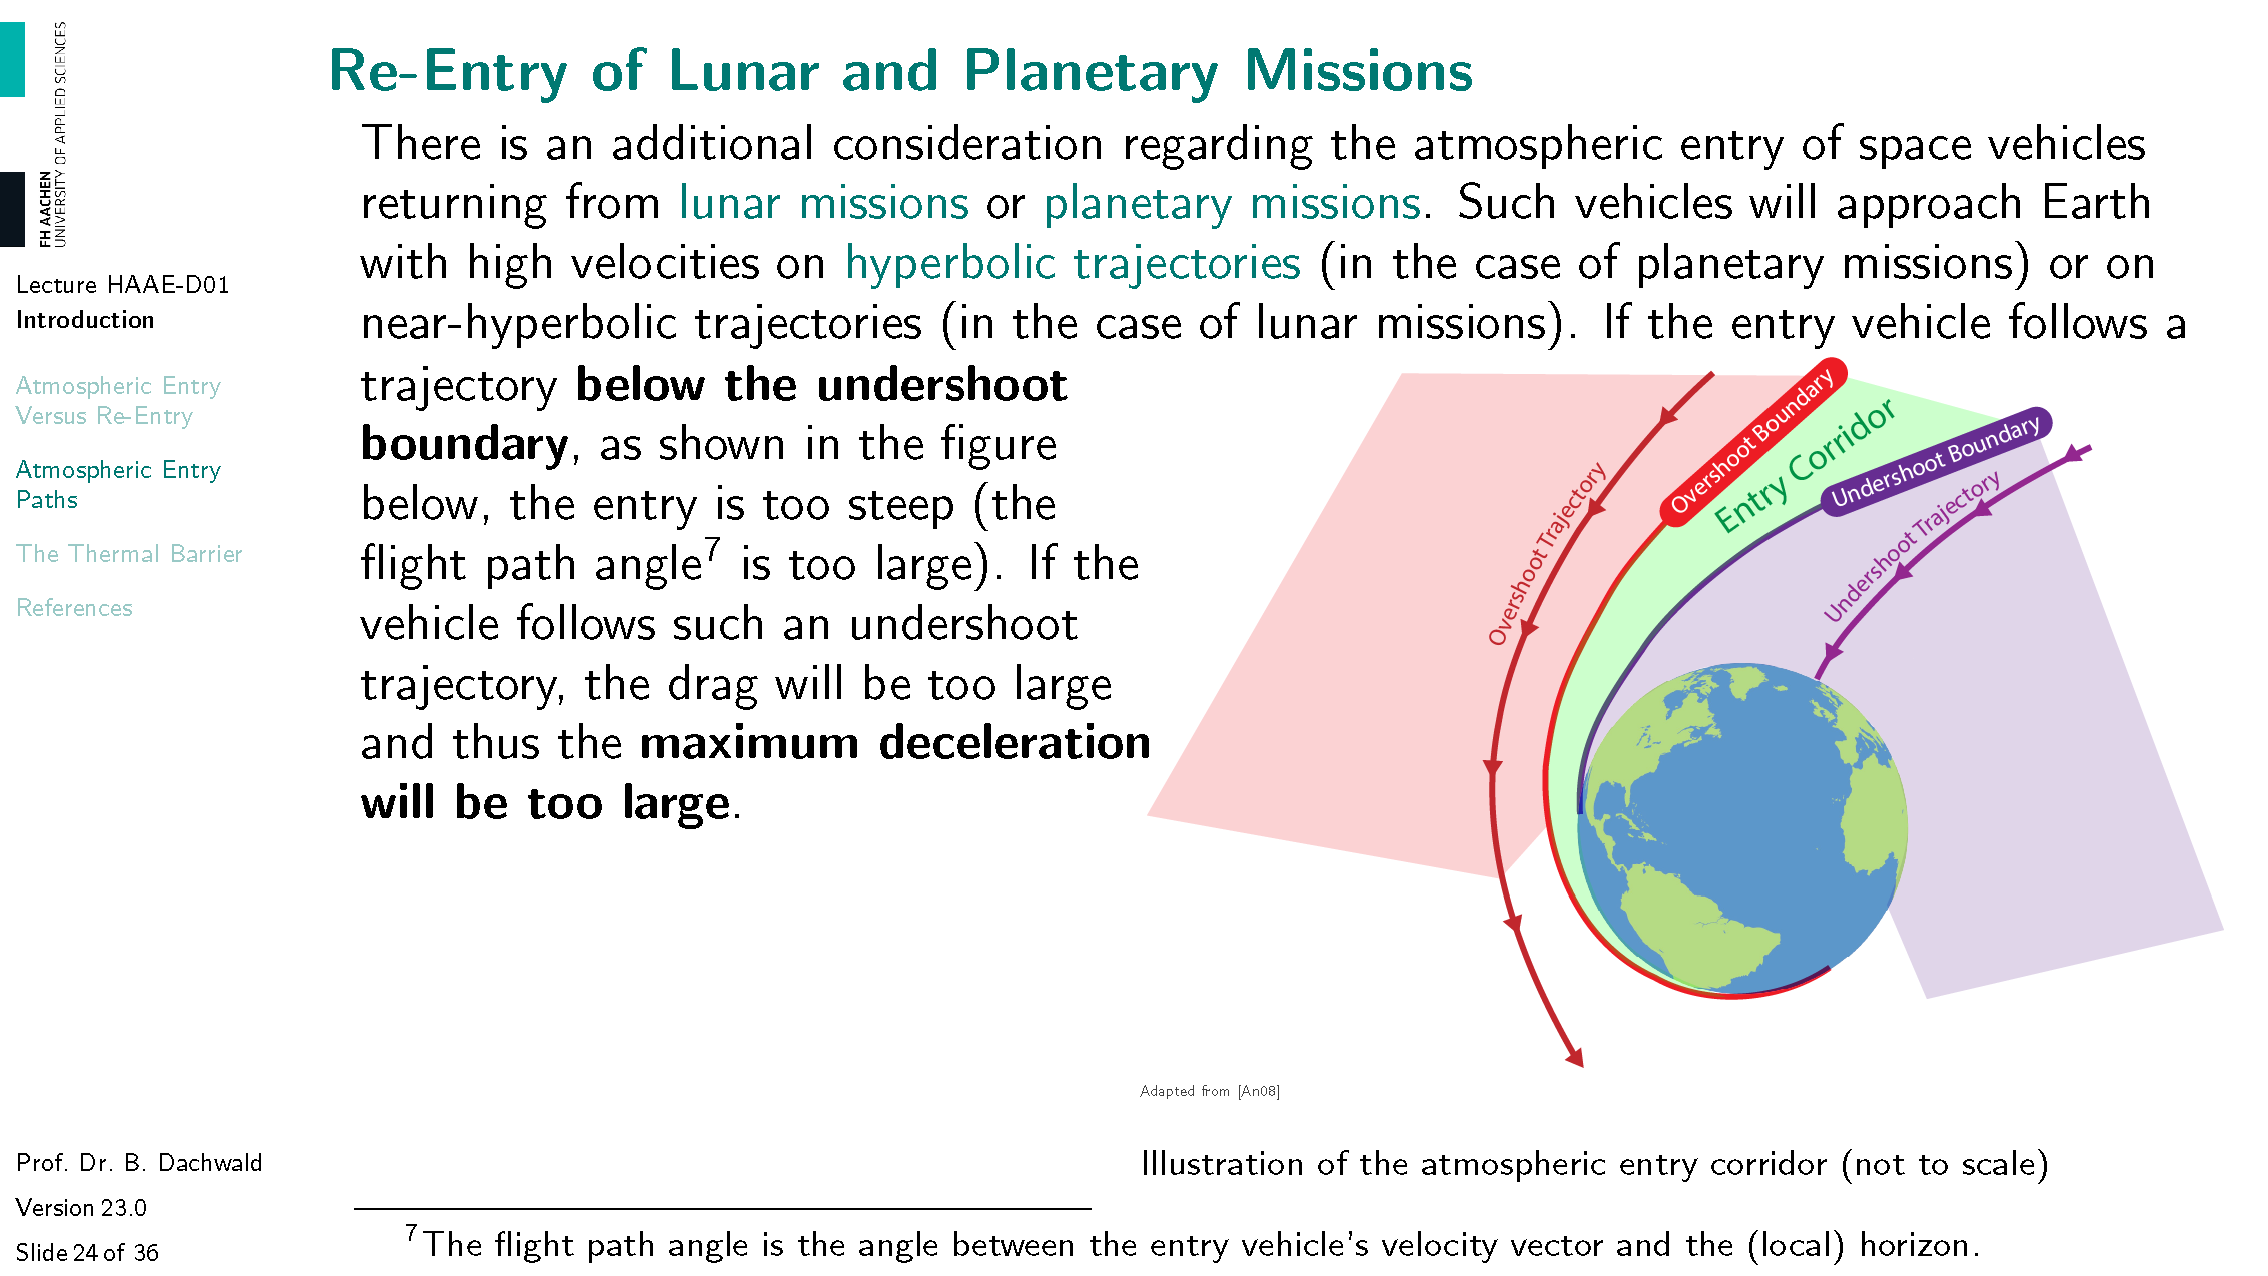 FH AACHEN
UNIVERSITY OF APPLIED SCIENCES
Lecture HAAE-D01
Introduction
Atmospheric Entry
Versus Re-Entry
Atmospheric Entry
Paths
The Thermal Barrier
References
Prof. Dr. B. Dachwald
Version 23.0
Slide 24 of 36
Re-Entry of Lunar and Planetary Missions
There is an additional consideration regarding the atmospheric entry of space vehicles
returning from lunar missions or planetary missions. Such vehicles will approach Earth
with high velocities on hyperbolic trajectories (in the case of planetary missions) or on
near-hyperbolic trajectories (in the case of lunar missions). If the entry vehicle follows a
trajectory below the undershoot
boundary, as shown in the figure
below, the entry is too steep (the
flight path angle⁷ is too large). If the
vehicle follows such an undershoot
trajectory, the drag will be too large
and thus the maximum deceleration
will be too large.
Overshoot Trajectory
Overshoot Boundary
Entry Corridor
Undershoot Boundary
Undershoot Trajectory
Adapted from [An08]
Illustration of the atmospheric entry corridor (not to scale)
⁷The flight path angle is the angle between the entry vehicle's velocity vector and the (local) horizon.